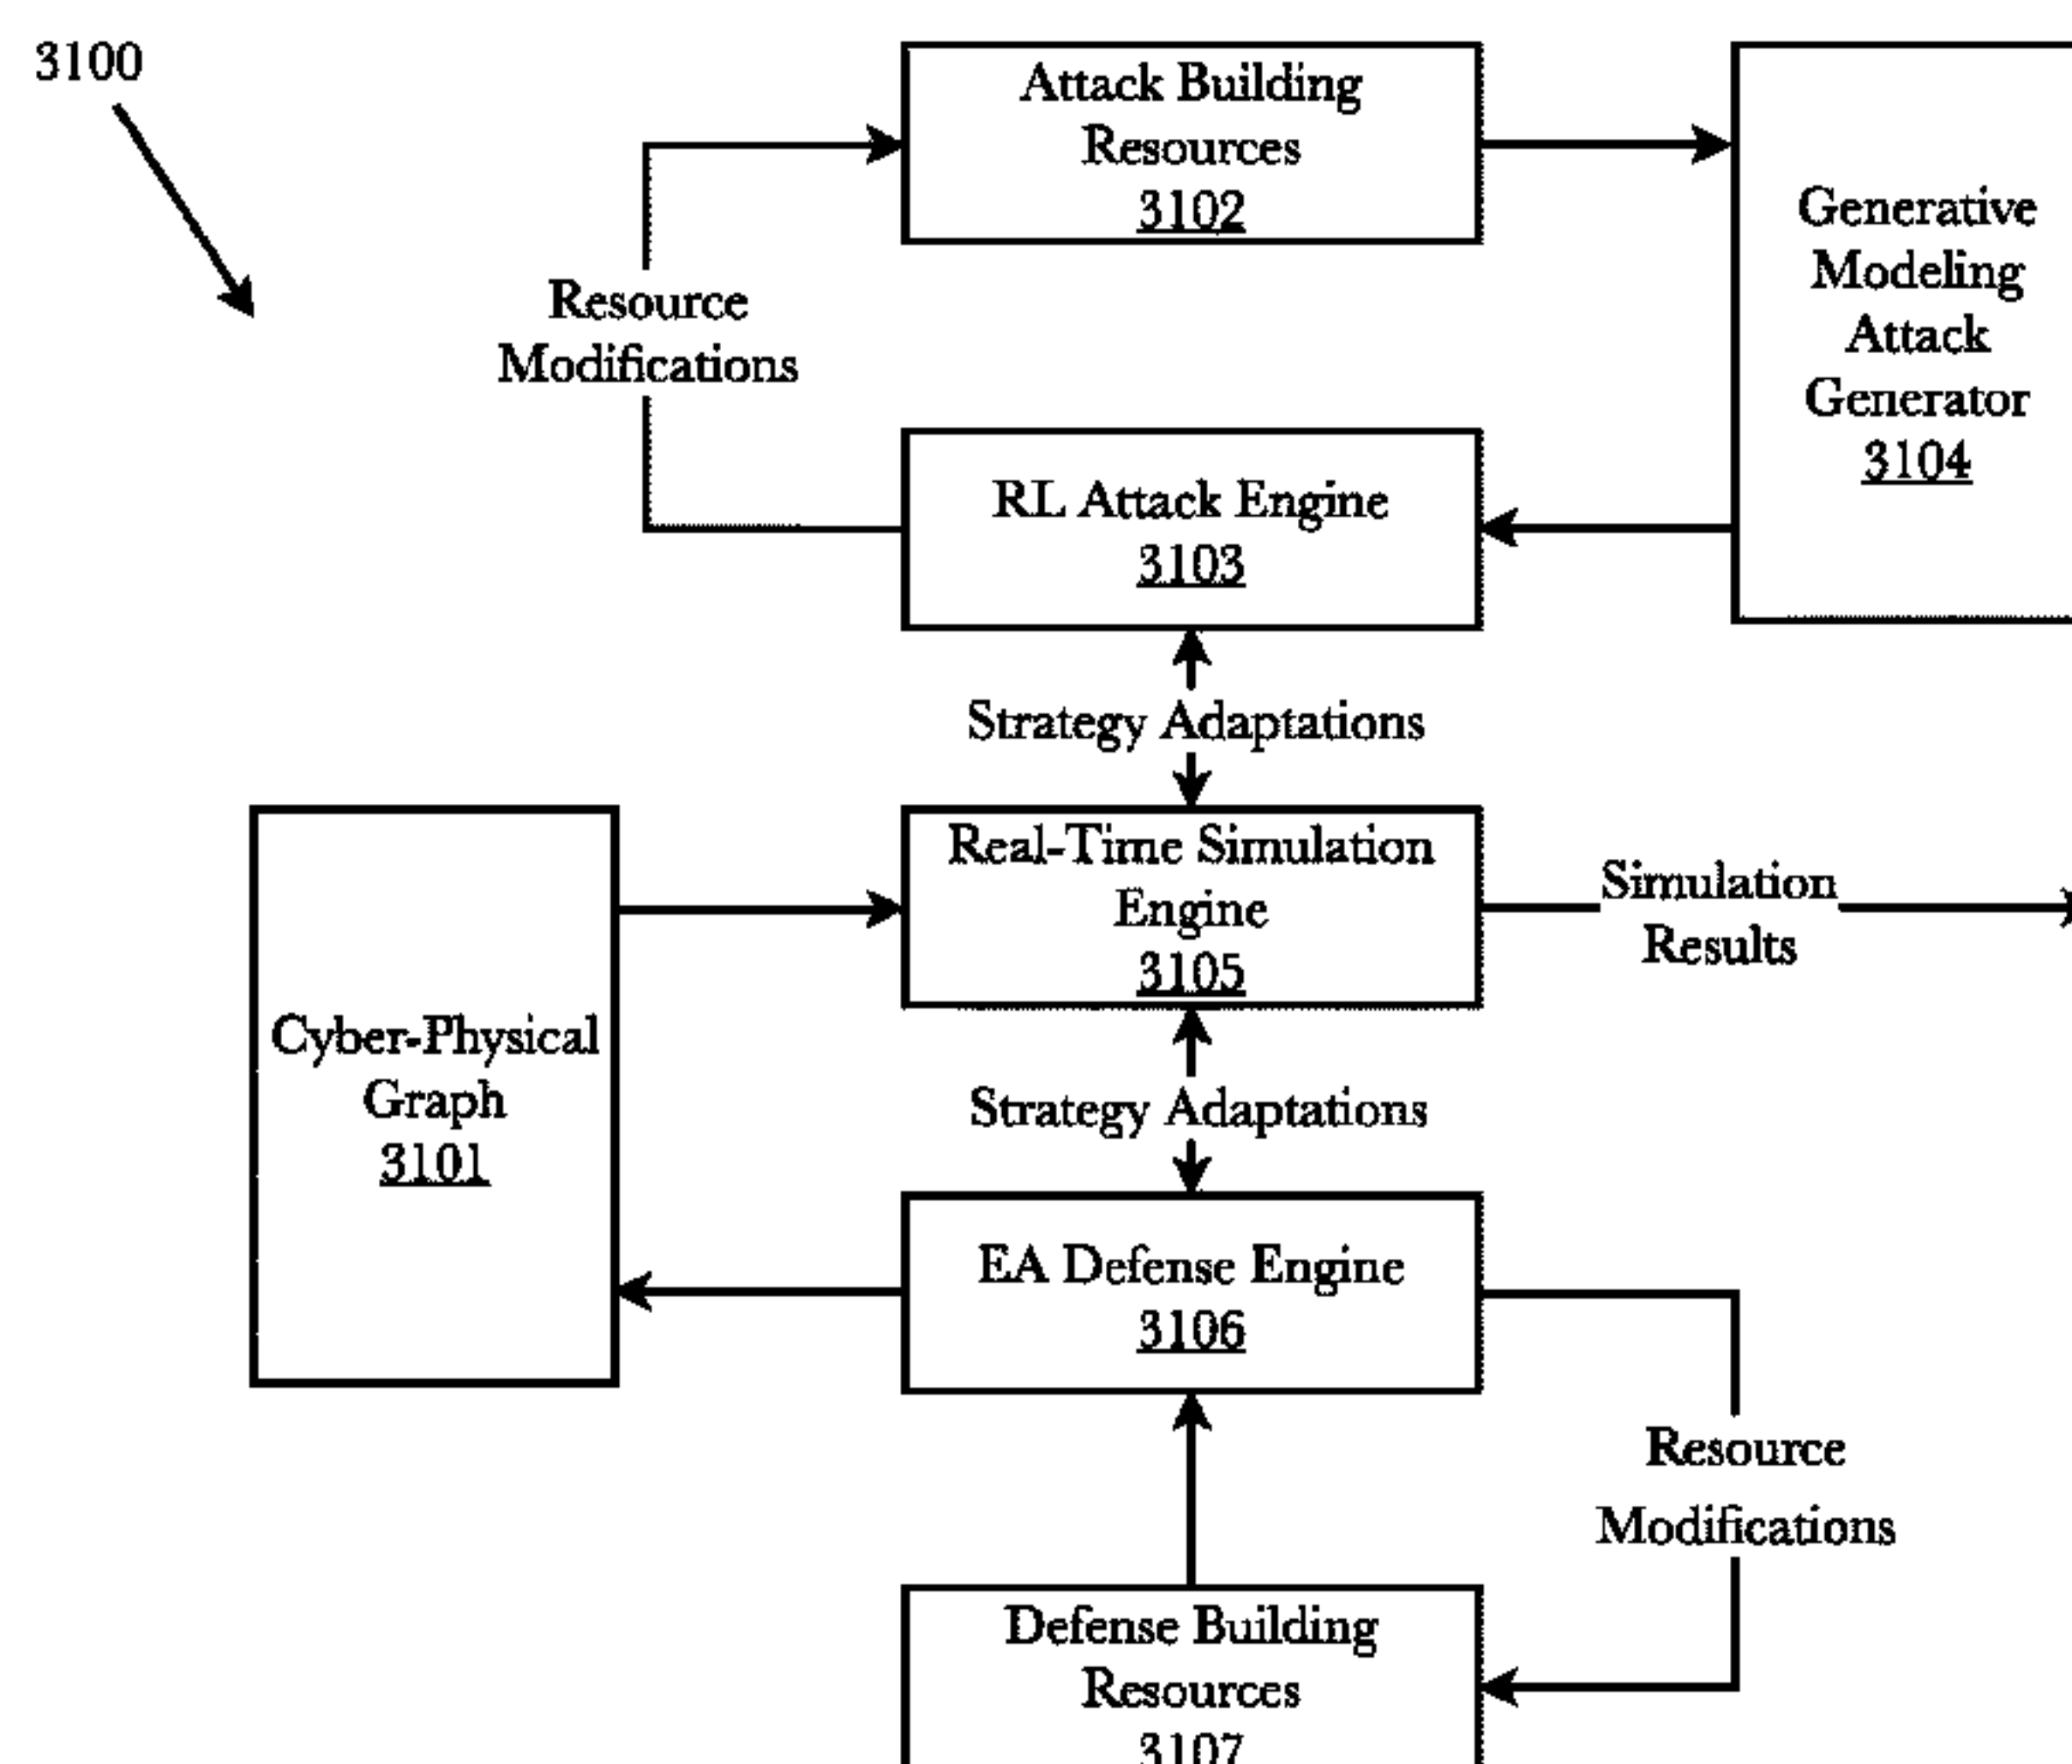 3100
Attack Building
Resources
3102
Generative
Modeling
Attack
Generator
3104
Resource
Modifications
RL Attack Engine
3103
Strategy Adaptations
Real-Time Simulation
Engine
3105
Simulation
Results
Cyber-Physical
Graph
3101
Strategy Adaptations
EA Defense Engine
3106
Resource
Modifications
Defense Building
Resources
3107